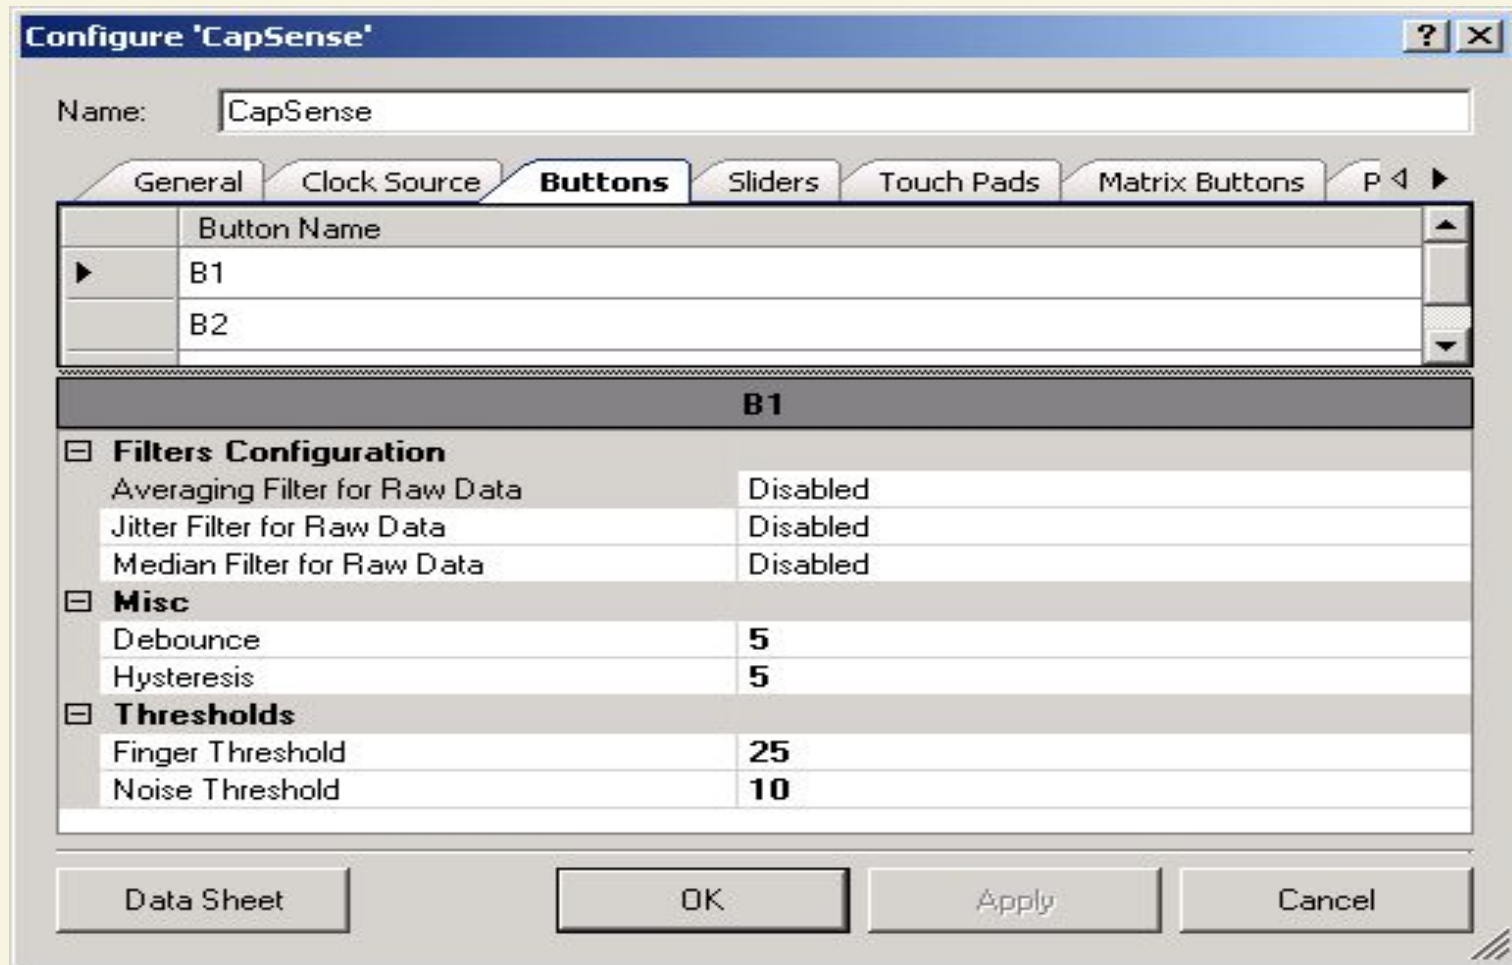 Configure 'CapSense'
?
Name: CapSense
General Clock Source Buttons Sliders Touch Pads Matrix Buttons P
Button Name
B1
B2
B1
Filters Configuration
Averaging Filter for Raw Data Disabled
Jitter Filter for Raw Data Disabled
Median Filter for Raw Data Disabled
Misc
Debounce 5
Hysteresis 5
Thresholds
Finger Threshold 25
Noise Threshold 10
Data Sheet OK Apply Cancel